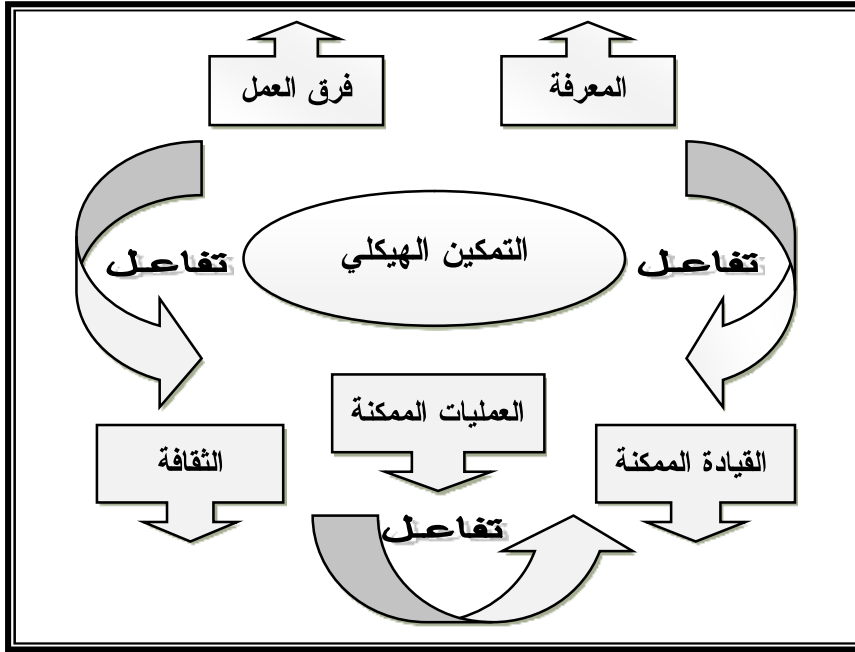 المعرفة
فرق العمل
التمكين الهيكلي
تفاعل
تفاعل
العمليات الممكنة
القيادة الممكنة
الثقافة
تفاعل